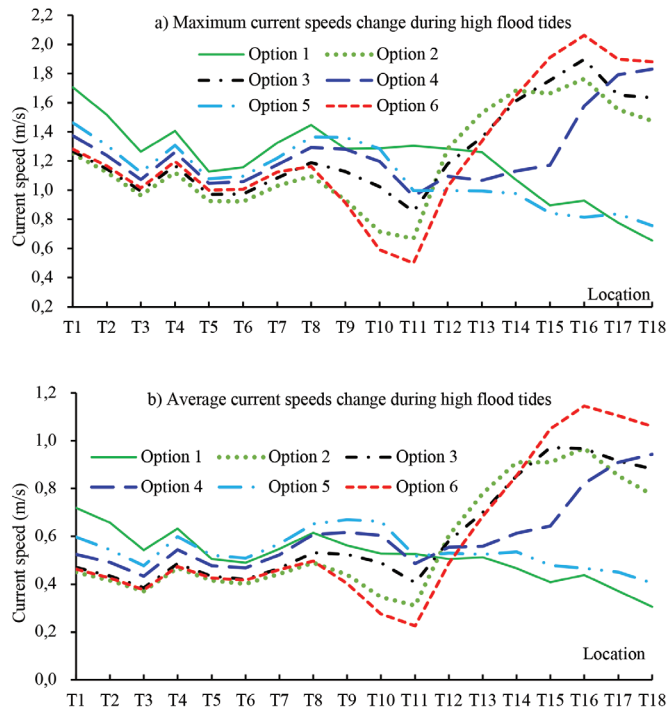 a) Maximum current speeds change during high flood tides
Option 1 Option 2
Option 3 Option 4
Option 5 Option 6
Current speed (m/s)
2,2
2,0
1,8
1,6
1,4
1,2
1,0
0,8
0,6
0,4
0,2
Location
T1 T2 T3 T4 T5 T6 T7 T8 T9 T10 T11 T12 T13 T14 T15 T16 T17 T18
b) Average current speeds change during high flood tides
Option 1 Option 2 Option 3
Option 4 Option 5 Option 6
Current speed (m/s)
1,2
1,0
0,8
0,6
0,4
0,2
0,0
Location
T1 T2 T3 T4 T5 T6 T7 T8 T9 T10 T11 T12 T13 T14 T15 T16 T17 T18